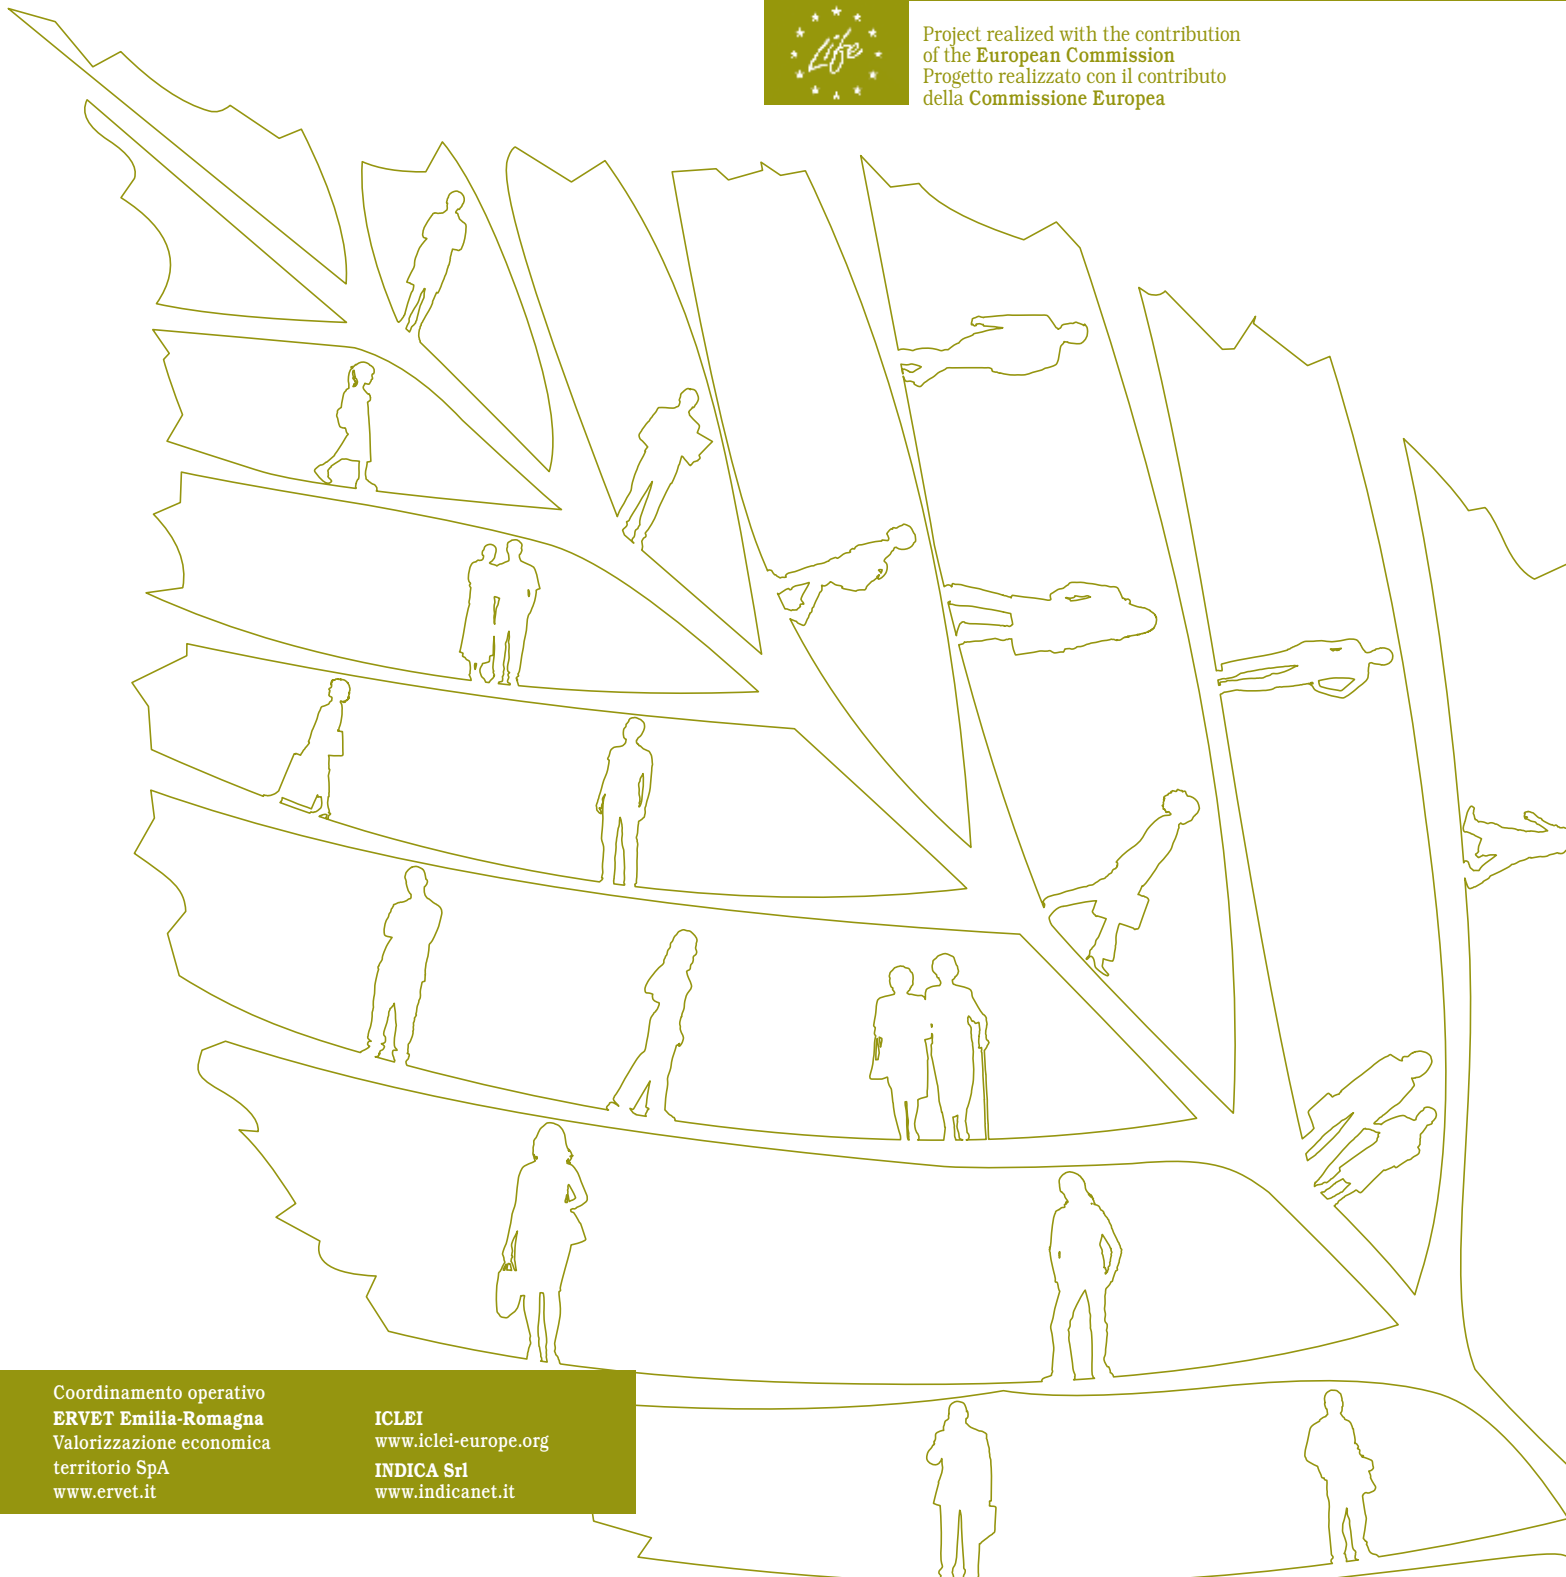 Life
Project realized with the contribution
of the European Commission
Progetto realizzato con il contributo
della Commissione Europea
Coordinamento operativo
ERVET Emilia-Romagna
Valorizzazione economica
territorio SpA
www.ervet.it
ICLEI
www.iclei-europe.org
INDICA Srl
www.indicanet.it